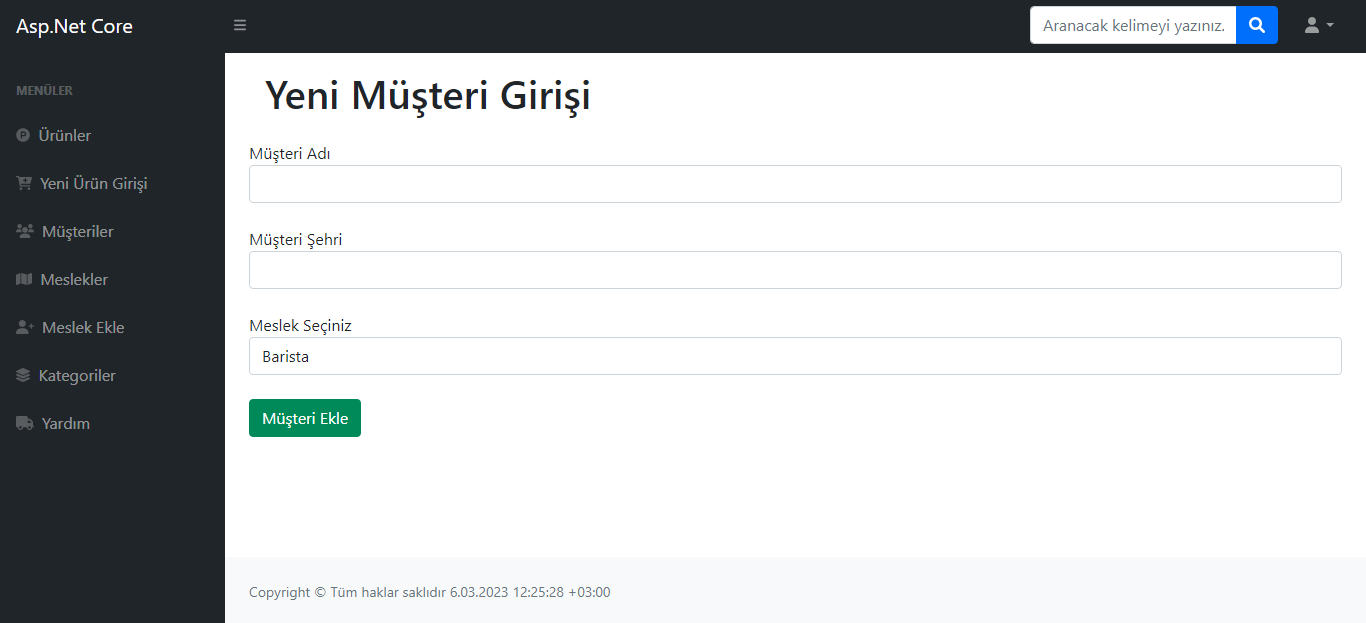 Asp.Net Core
Aranacak kelimeyi yazınız.
MENÜLER
Ürünler
Yeni Ürün Girişi
Müşteriler
Meslekler
Meslek Ekle
Kategoriler
Yardım
Yeni Müşteri Girişi
Müşteri Adı
Müşteri Şehri
Meslek Seçiniz
Barista
Müşteri Ekle
Copyright © Tüm haklar saklıdır 6.03.2023 12:25:28 +03:00